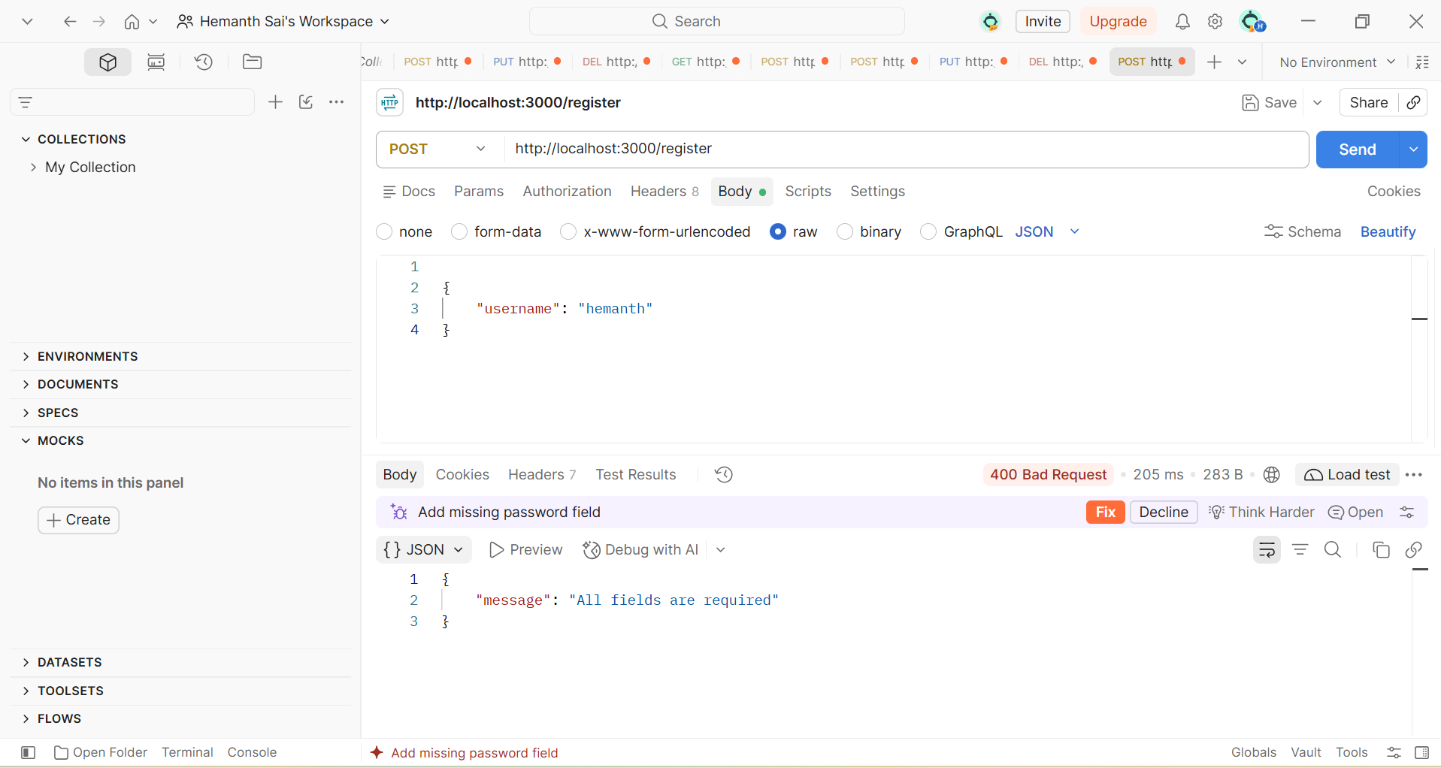 Hemanth Sai's Workspace
Search
Invite
Upgrade
H
Coll
POST http
PUT http:
DEL http:,
GET http:
POST http
POST http
PUT http:
DEL http:,
POST http
No Environment
HTTP
http://localhost:3000/register
Save
Share
COLLECTIONS
My Collection
POST
http://localhost:3000/register
Send
Docs
Params
Authorization
Headers 8
Body
Scripts
Settings
Cookies
none
form-data
x-www-form-urlencoded
raw
binary
GraphQL
JSON
Schema
Beautify
1
2 {
3 "username": "hemanth"
4 }
ENVIRONMENTS
DOCUMENTS
SPECS
MOCKS
No items in this panel
Create
Body
Cookies
Headers 7
Test Results
400 Bad Request
205 ms
283 B
Load test
Add missing password field
Fix
Decline
Think Harder
Open
{} JSON
Preview
Debug with AI
1 {
2 "message": "All fields are required"
3 }
DATASETS
TOOLSETS
FLOWS
Open Folder
Terminal
Console
Add missing password field
Globals
Vault
Tools